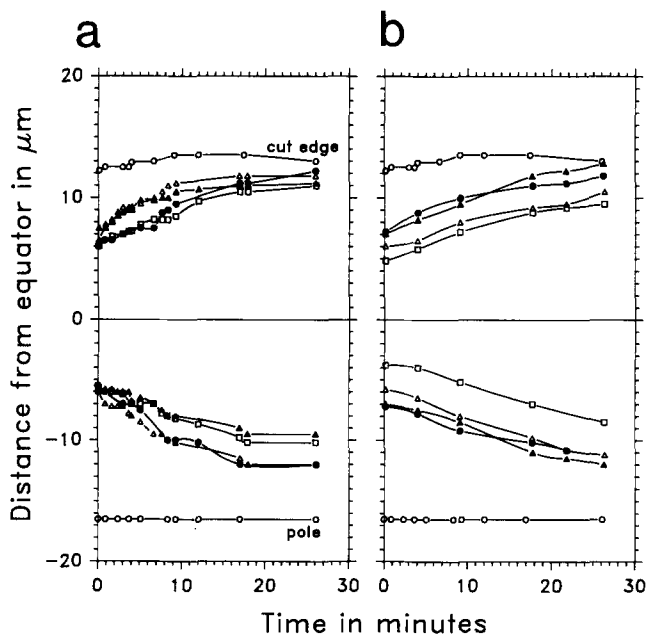 a b
20
10
0
−10
−20
Distance from equator in μm
cut edge
pole
0 10 20 30
0 10 20 30
Time in minutes